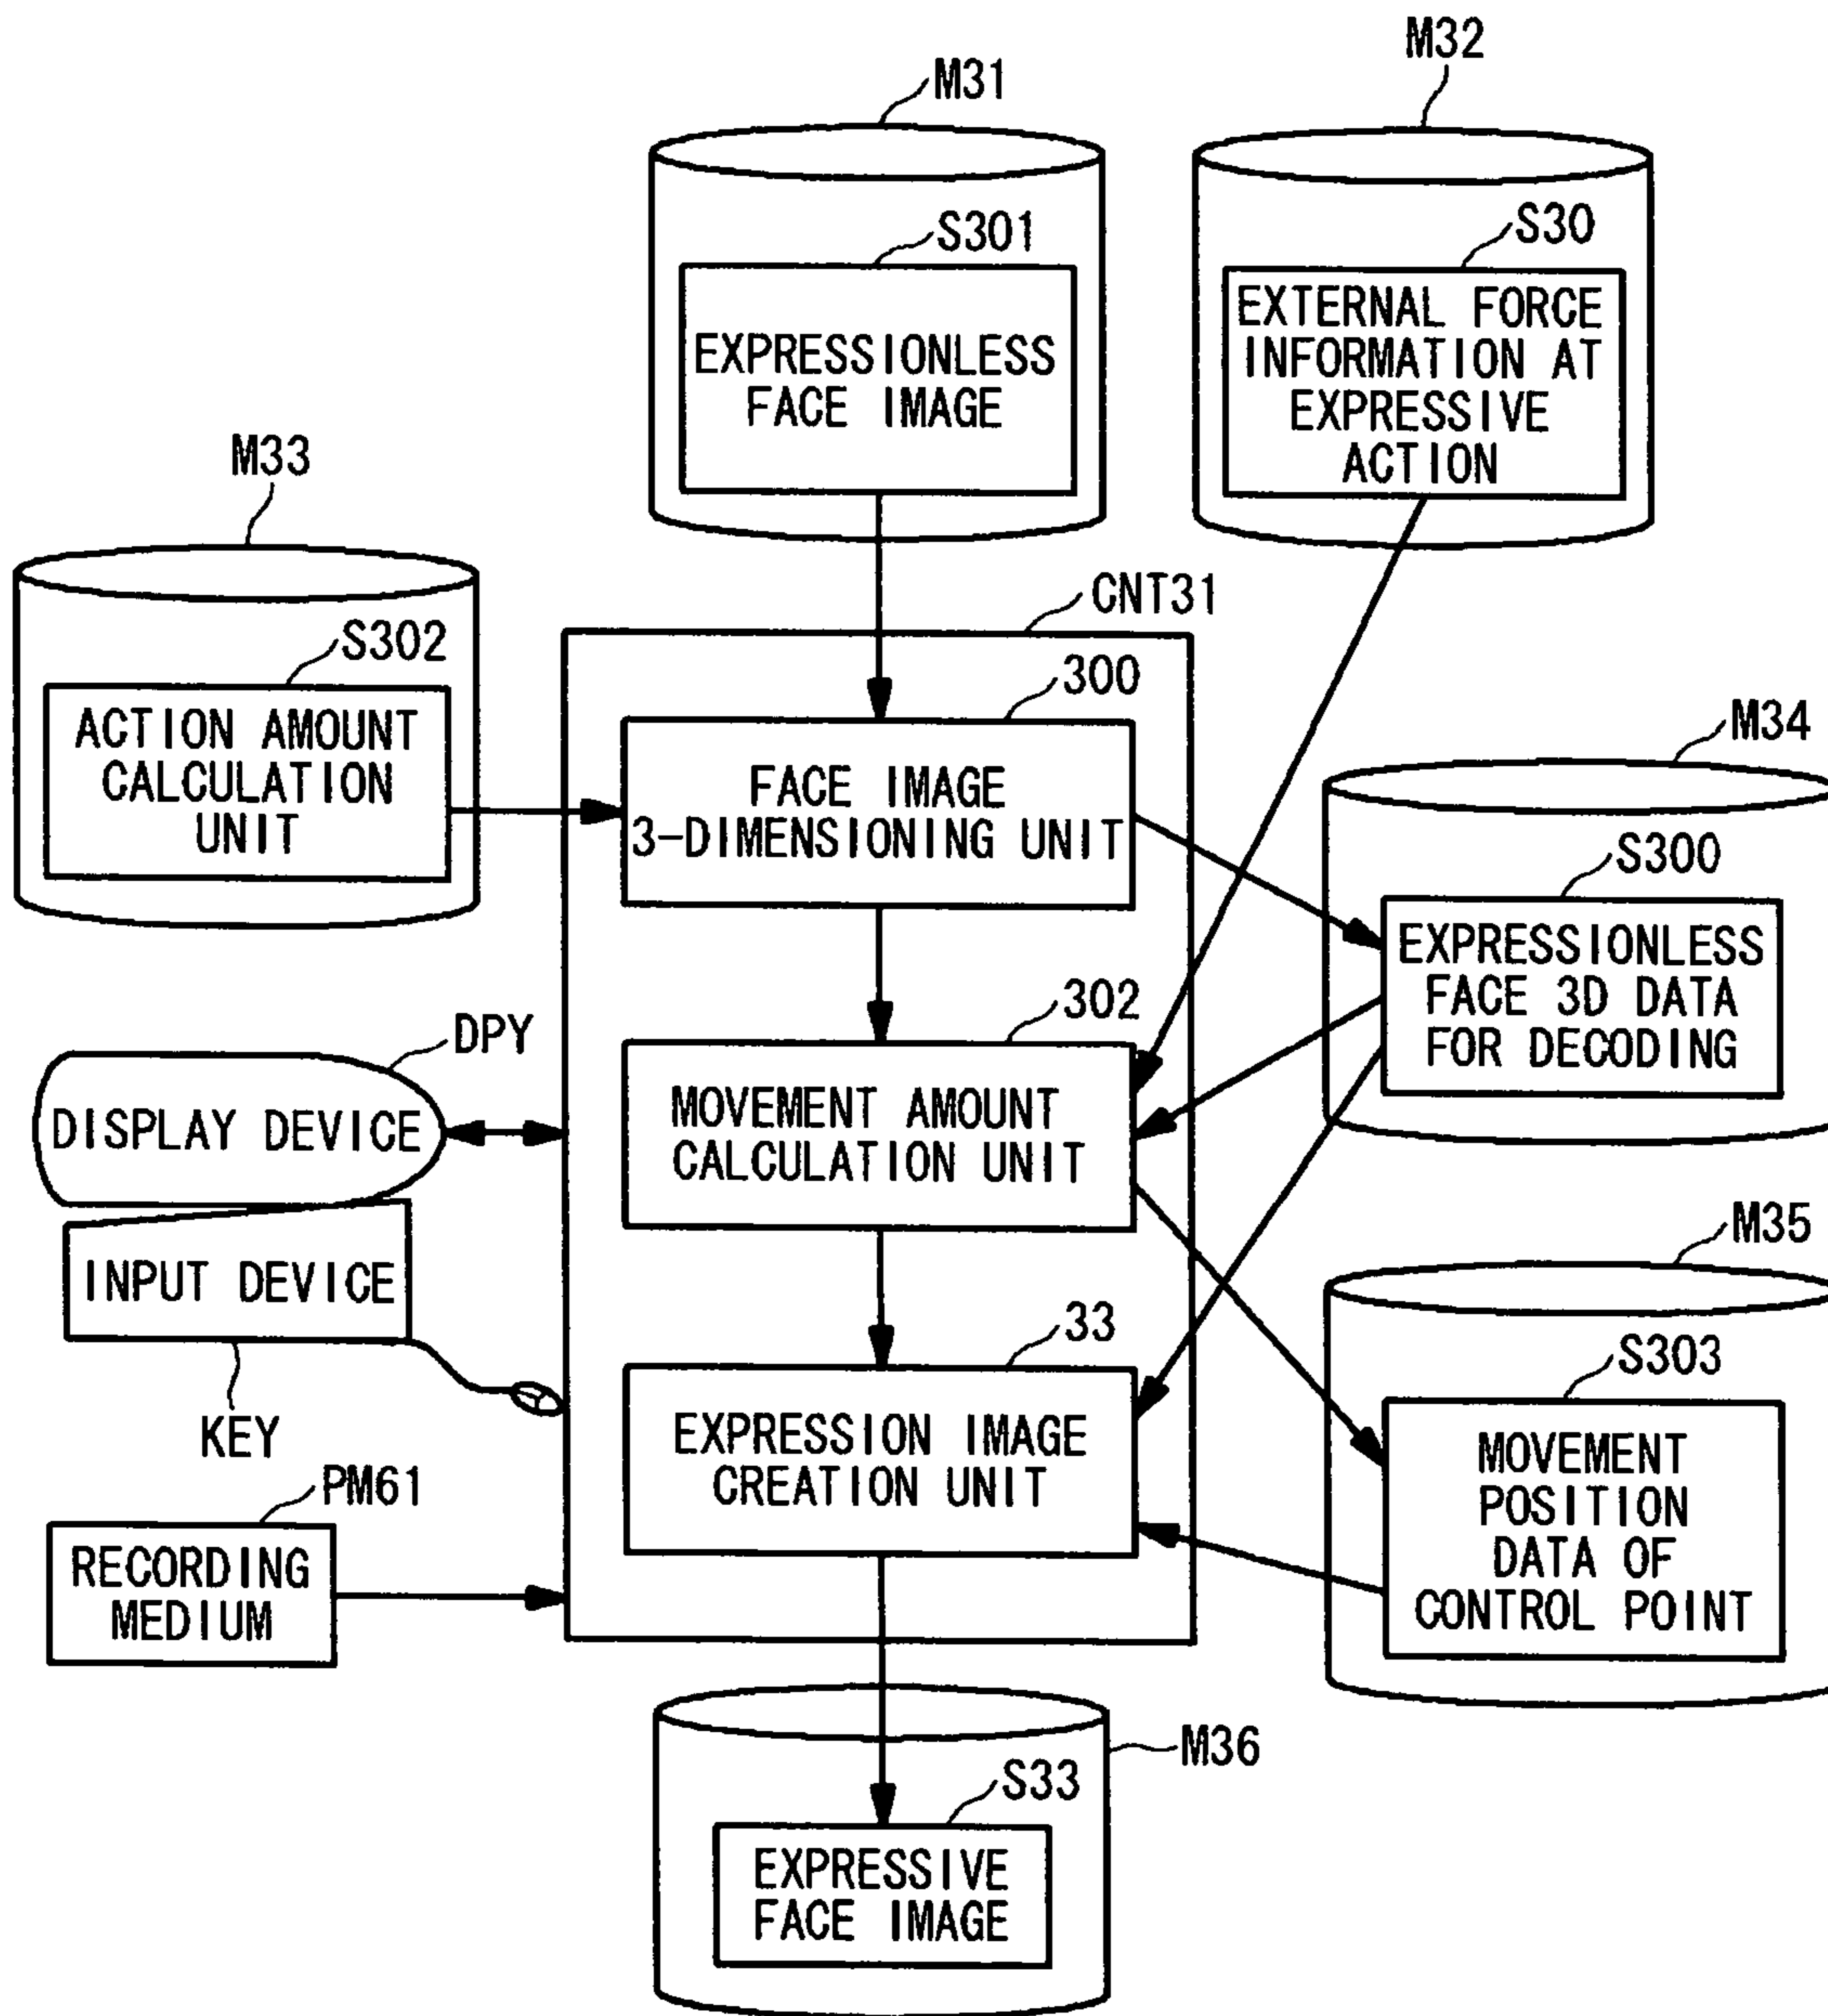 M32
M31
S301
S30
EXPRESSIONLESS
FACE IMAGE
EXTERNAL FORCE
INFORMATION AT
EXPRESSIVE
ACTION
M33
CNT31
S302
300
ACTION AMOUNT
CALCULATION
UNIT
FACE IMAGE
3-DIMENSIONING UNIT
M34
S300
EXPRESSIONLESS
FACE 3D DATA
FOR DECODING
302
DPY
DISPLAY DEVICE
MOVEMENT AMOUNT
CALCULATION UNIT
M35
INPUT DEVICE
33
S303
KEY
EXPRESSION IMAGE
CREATION UNIT
MOVEMENT
POSITION
DATA OF
CONTROL POINT
PM61
RECORDING
MEDIUM
M36
S33
EXPRESSIVE
FACE IMAGE